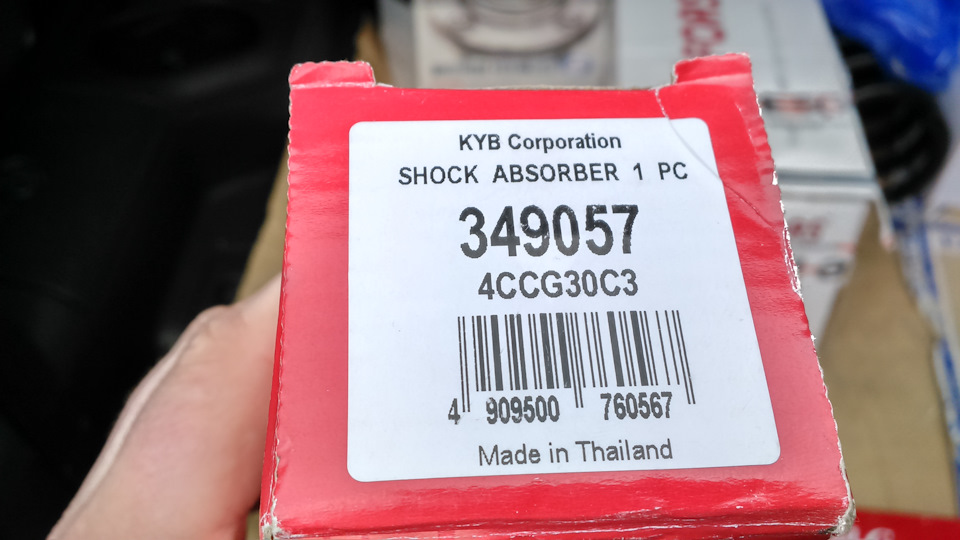 KYB Corporation
SHOCK ABSORBER 1 PC
349057
4CCG30C3
4 909500 760567
Made in Thailand